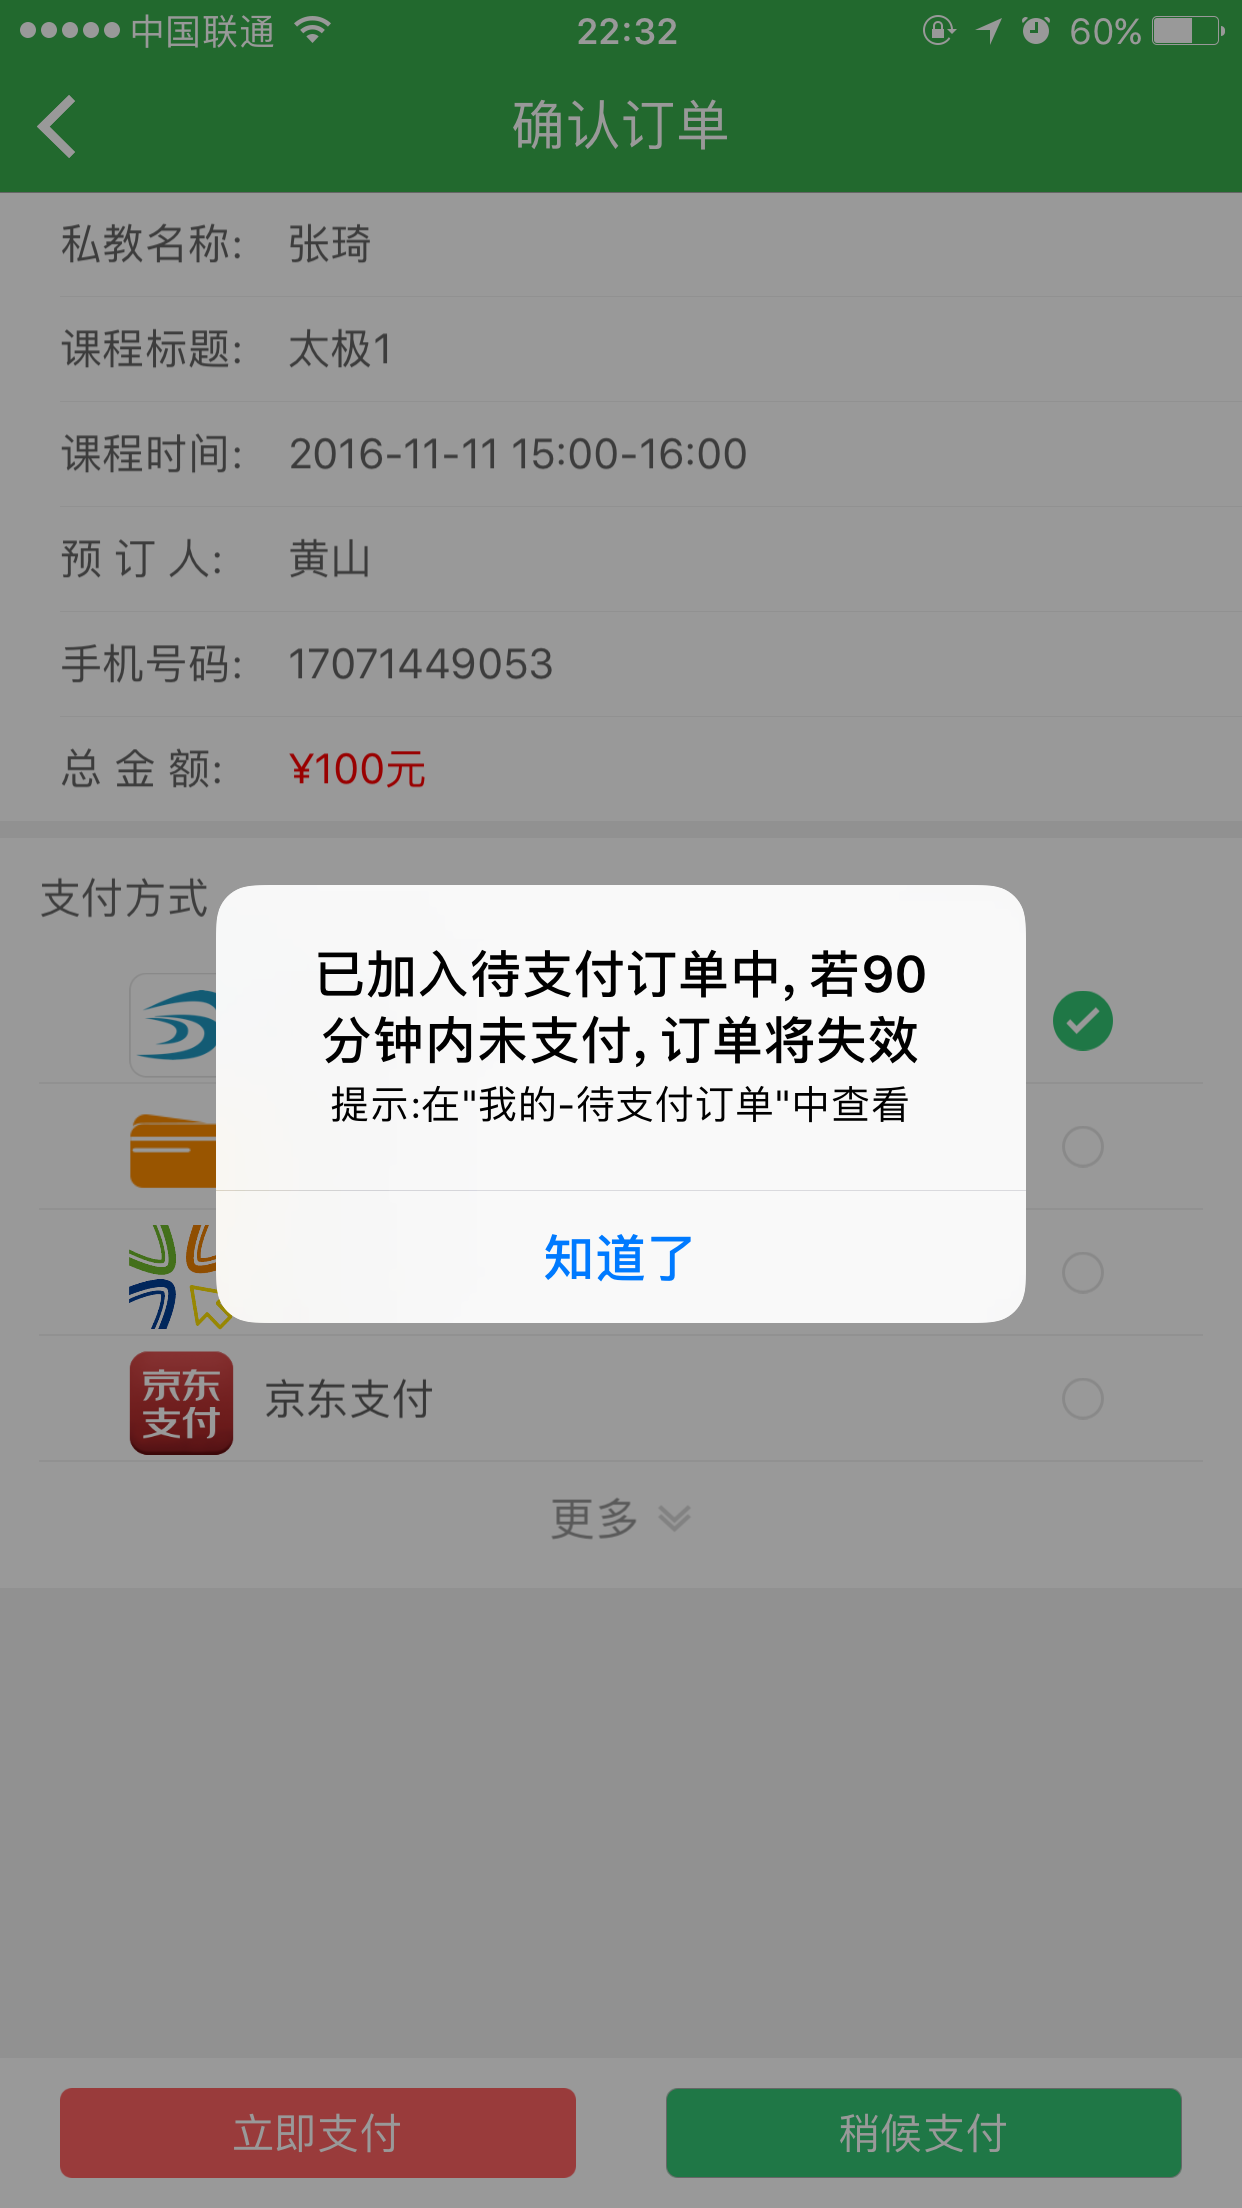 中国联通 22:32 60%
确认订单
私教名称: 张琦
课程标题: 太极1
课程时间: 2016-11-11 15:00-16:00
预 订 人: 黄山
手机号码: 17071449053
总 金 额: ¥100元
支付方式
已加入待支付订单中, 若90
分钟内未支付, 订单将失效
提示:在"我的-待支付订单"中查看
知道了
京东
支付
京东支付
更多
立即支付
稍候支付